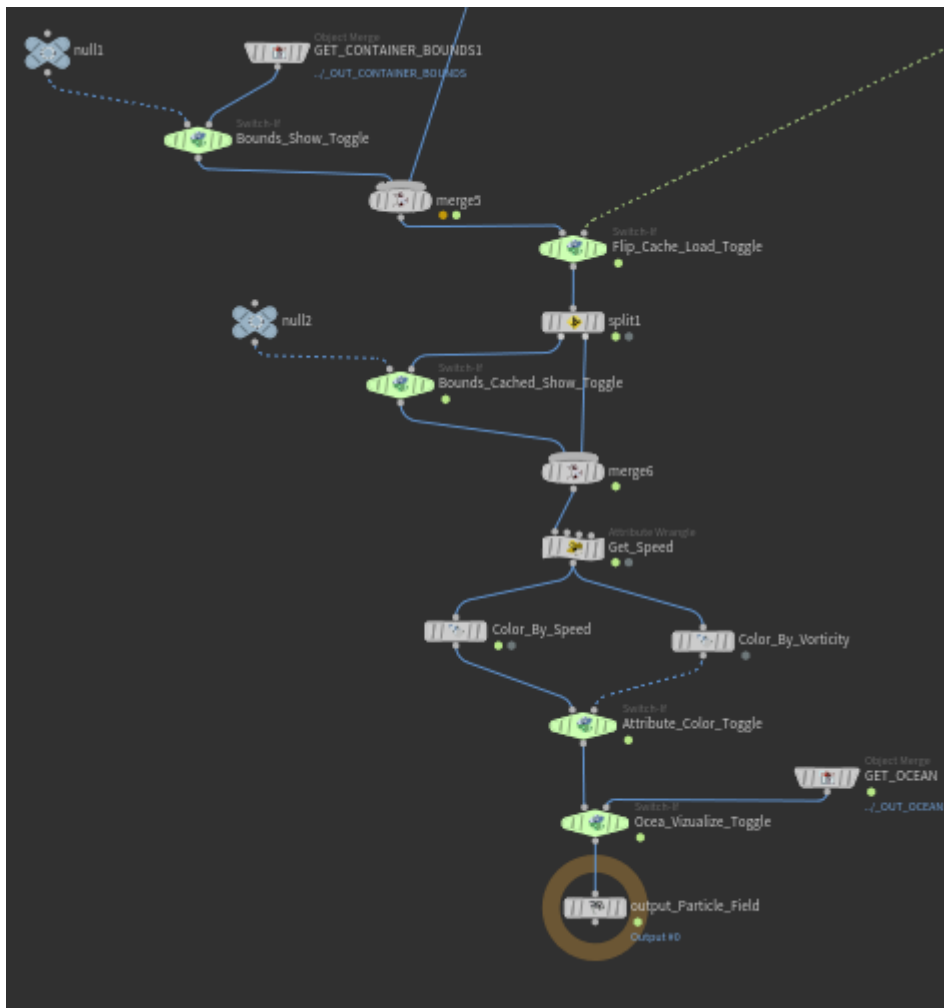 null1
Object Merge
GET_CONTAINER_BOUNDS1
../_OUT_CONTAINER_BOUNDS
Switch-If
Bounds_Show_Toggle
merge5
Switch-If
Flip_Cache_Load_Toggle
null2
split1
Switch-If
Bounds_Cached_Show_Toggle
merge6
Attribute Wrangle
Get_Speed
Color_By_Speed
Color_By_Vorticity
Switch-If
Attribute_Color_Toggle
Object Merge
GET_OCEAN
../_OUT_OCEAN
Switch-If
Ocea_Vizualize_Toggle
output_Particle_Field
Output #0